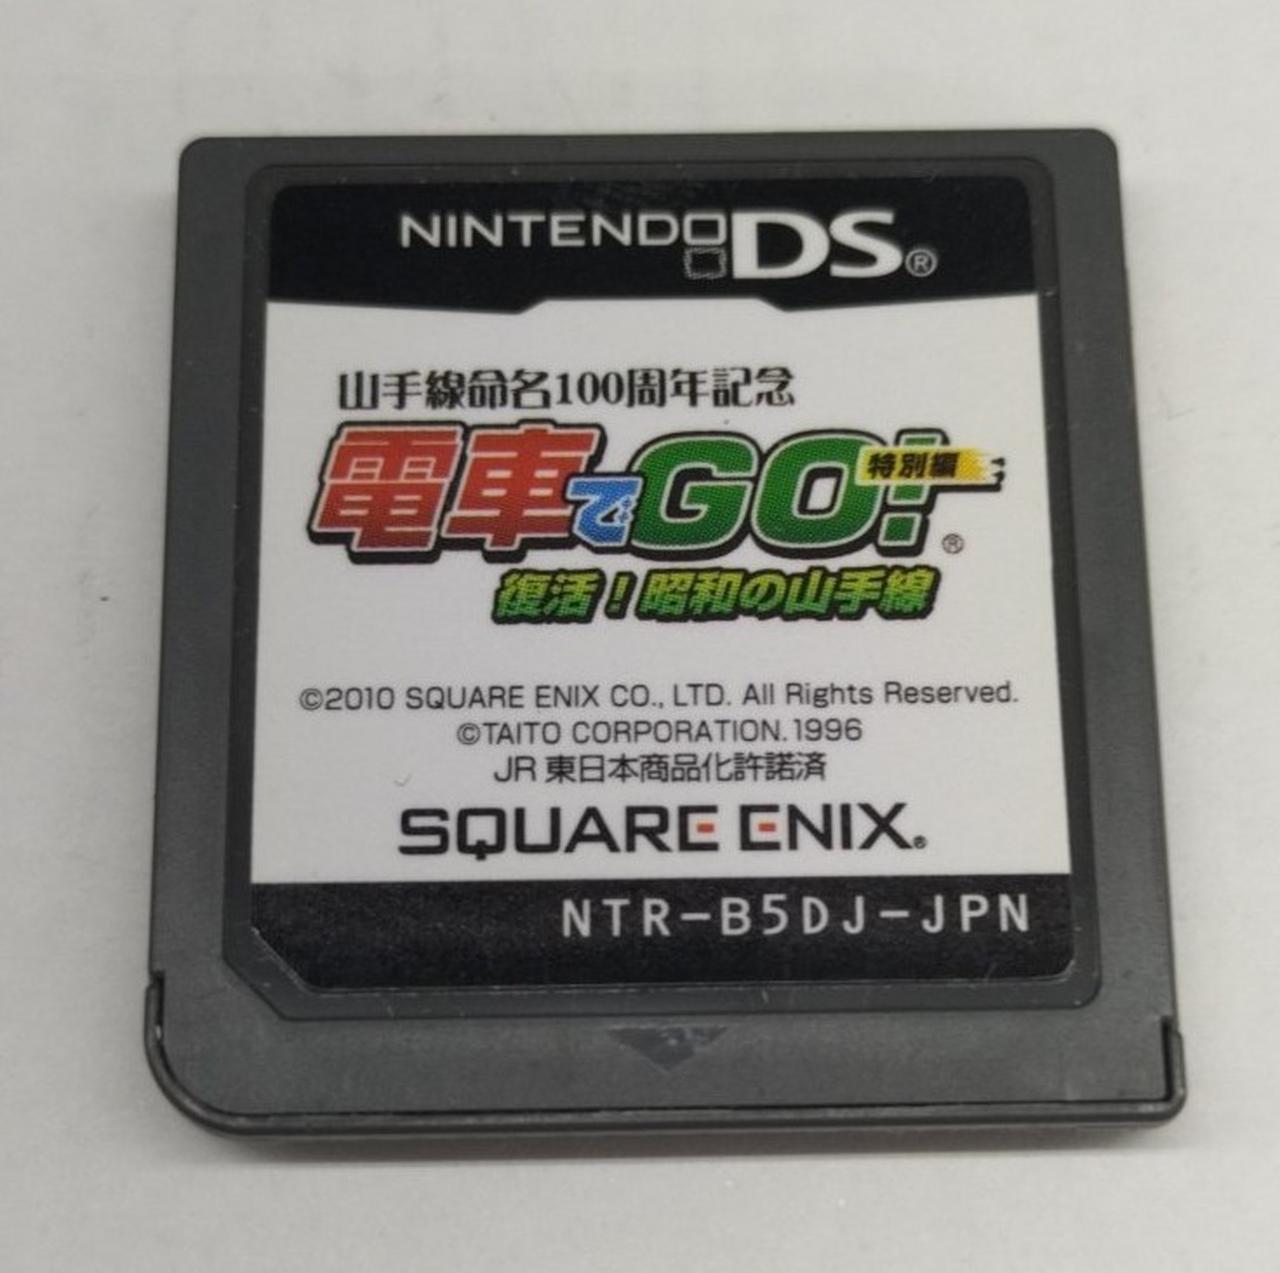 NINTENDO DS®
山手線命名100周年記念
電車でGO! 特別編®
復活！昭和の山手線
©2010 SQUARE ENIX CO., LTD. All Rights Reserved.
©TAITO CORPORATION.1996
JR東日本商品化許諾済
SQUARE ENIX®
NTR-B5DJ-JPN